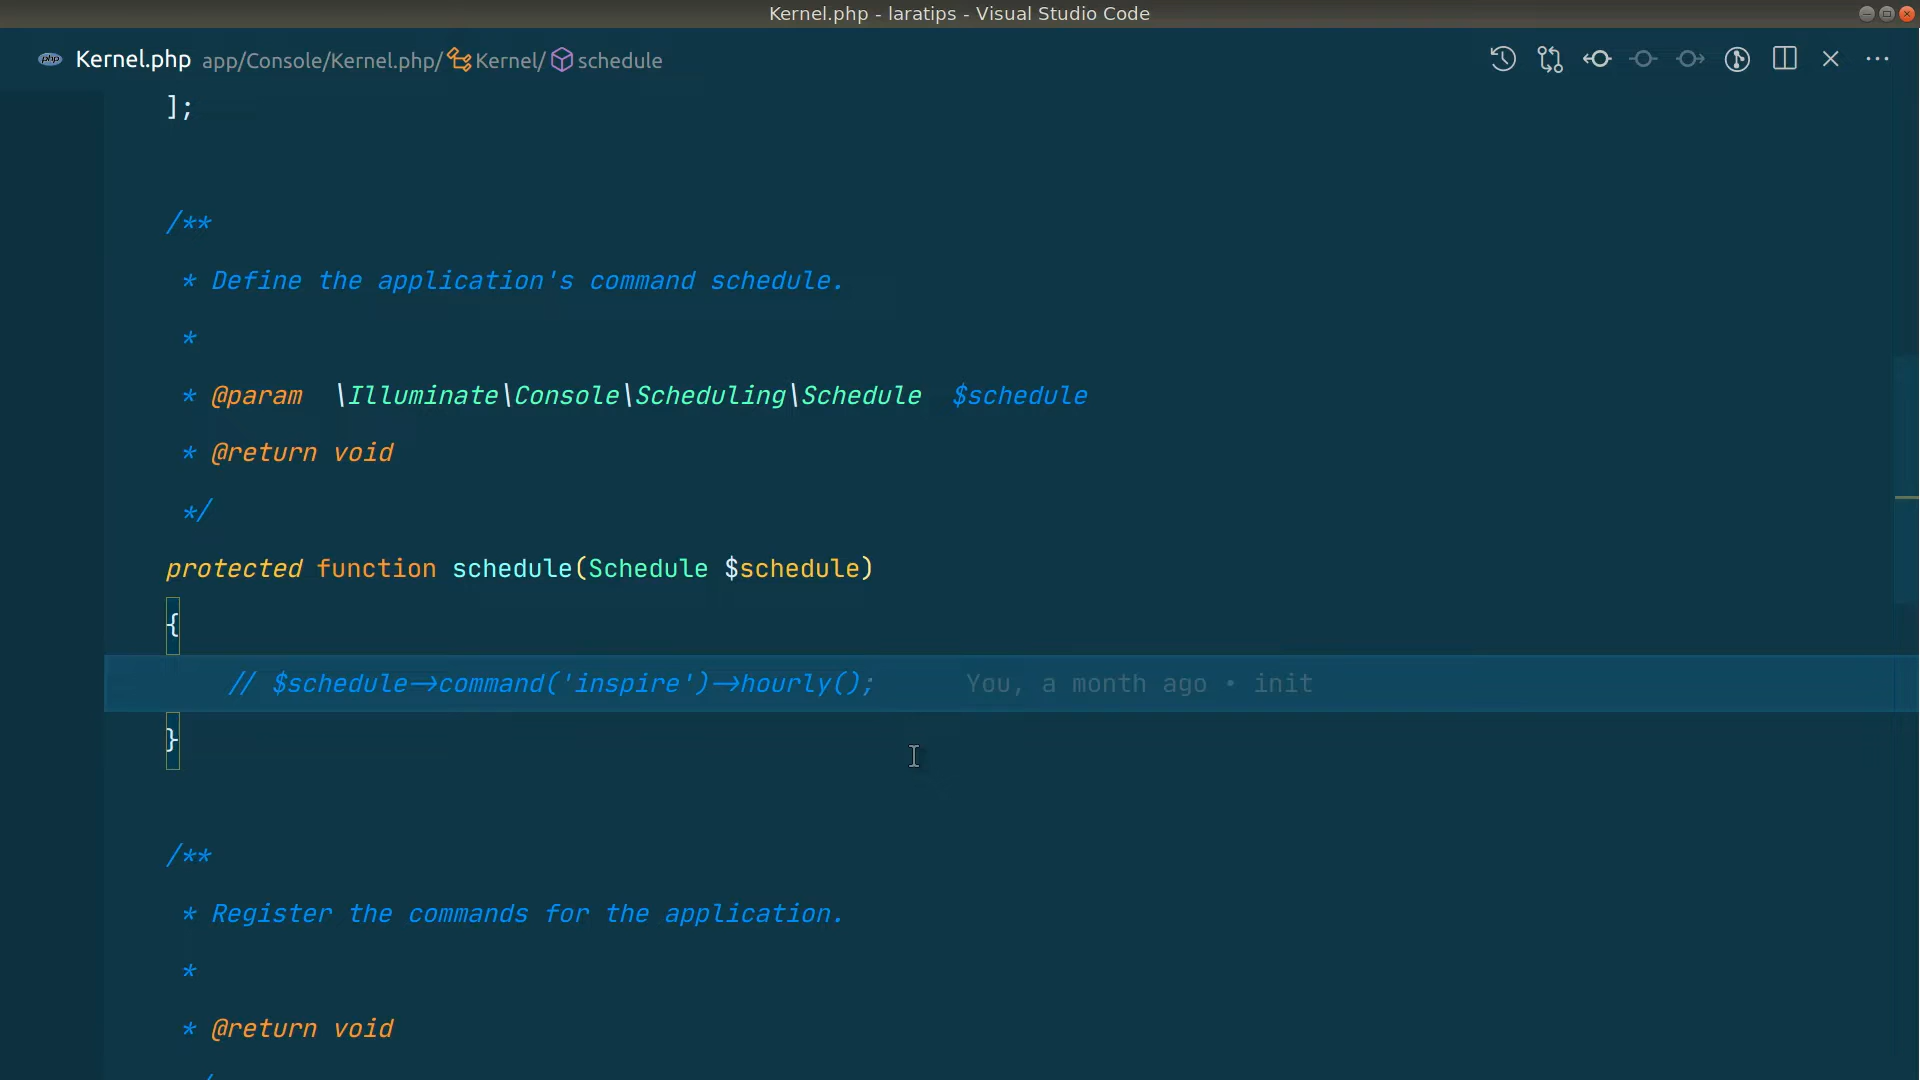 Kernel.php - laratips - Visual Studio Code
php Kernel.php app/Console/Kernel.php/ Kernel/ schedule
];
/**
* Define the application's command schedule.
*
* @param \Illuminate\Console\Scheduling\Schedule $schedule
* @return void
*/
protected function schedule(Schedule $schedule)
{
// $schedule->command('inspire')->hourly(); You, a month ago • init
}
/**
* Register the commands for the application.
*
* @return void